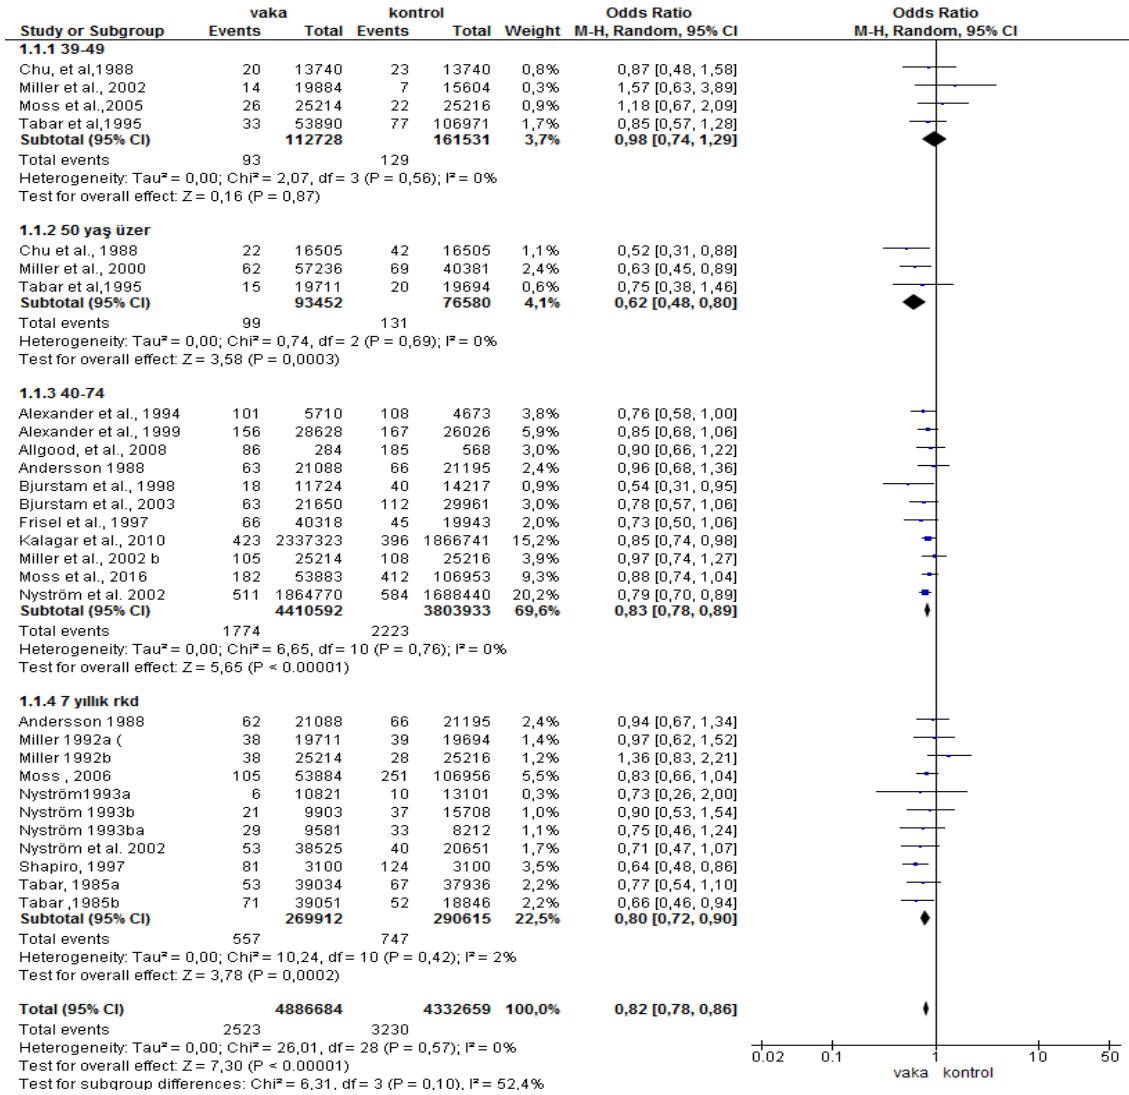 vaka kontrol Odds Ratio Odds Ratio
Study or Subgroup Events Total Events Total Weight M-H, Random, 95% CI M-H, Random, 95% CI
1.1.1 39-49
Chu, et al,1988 20 13740 23 13740 0,8% 0,87 [0,48, 1,58]
Miller et al., 2002 14 19884 7 15604 0,3% 1,57 [0,63, 3,89]
Moss et al.,2005 26 25214 22 25216 0,9% 1,18 [0,67, 2,09]
Tabar et al,1995 33 53890 77 106971 1,7% 0,85 [0,57, 1,28]
Subtotal (95% CI) 112728 161531 3,7% 0,98 [0,74, 1,29]
Total events 93 129
Heterogeneity: Tau² = 0,00; Chi² = 2,07, df = 3 (P = 0,56); I² = 0%
Test for overall effect: Z = 0,16 (P = 0,87)
1.1.2 50 yaş üzer
Chu et al., 1988 22 16505 42 16505 1,1% 0,52 [0,31, 0,88]
Miller et al., 2000 62 57236 69 40381 2,4% 0,63 [0,45, 0,89]
Tabar et al,1995 15 19711 20 19694 0,6% 0,75 [0,38, 1,46]
Subtotal (95% CI) 93452 76580 4,1% 0,62 [0,48, 0,80]
Total events 99 131
Heterogeneity: Tau² = 0,00; Chi² = 0,74, df = 2 (P = 0,69); I² = 0%
Test for overall effect: Z = 3,58 (P = 0,0003)
1.1.3 40-74
Alexander et al., 1994 101 5710 108 4673 3,8% 0,76 [0,58, 1,00]
Alexander et al., 1999 156 28628 167 26026 5,9% 0,85 [0,68, 1,06]
Allgood, et al., 2008 86 284 185 568 3,0% 0,90 [0,66, 1,22]
Andersson 1988 63 21088 66 21195 2,4% 0,96 [0,68, 1,36]
Bjurstam et al., 1998 18 11724 40 14217 0,9% 0,54 [0,31, 0,95]
Bjurstam et al., 2003 63 21650 112 29961 3,0% 0,78 [0,57, 1,06]
Frisel et al., 1997 66 40318 45 19943 2,0% 0,73 [0,50, 1,06]
Kalagar et al., 2010 423 2337323 396 1866741 15,2% 0,85 [0,74, 0,98]
Miller et al., 2002 b 105 25214 108 25216 3,9% 0,97 [0,74, 1,27]
Moss et al., 2016 182 53883 412 106953 9,3% 0,88 [0,74, 1,04]
Nyström et al. 2002 511 1864770 584 1688440 20,2% 0,79 [0,70, 0,89]
Subtotal (95% CI) 4410592 3803933 69,6% 0,83 [0,78, 0,89]
Total events 1774 2223
Heterogeneity: Tau² = 0,00; Chi² = 6,65, df = 10 (P = 0,76); I² = 0%
Test for overall effect: Z = 5,65 (P < 0.00001)
1.1.4 7 yıllık rkd
Andersson 1988 62 21088 66 21195 2,4% 0,94 [0,67, 1,34]
Miller 1992a ( 38 19711 39 19694 1,4% 0,97 [0,62, 1,52]
Miller 1992b 38 25214 28 25216 1,2% 1,36 [0,83, 2,21]
Moss , 2006 105 53884 251 106956 5,5% 0,83 [0,66, 1,04]
Nyström1993a 6 10821 10 13101 0,3% 0,73 [0,26, 2,00]
Nyström 1993b 21 9903 37 15708 1,0% 0,90 [0,53, 1,54]
Nyström 1993ba 29 9581 33 8212 1,1% 0,75 [0,46, 1,24]
Nyström et al. 2002 53 38525 40 20651 1,7% 0,71 [0,47, 1,07]
Shapiro, 1997 81 3100 124 3100 3,5% 0,64 [0,48, 0,86]
Tabar, 1985a 53 39034 67 37936 2,2% 0,77 [0,54, 1,10]
Tabar ,1985b 71 39051 52 18846 2,2% 0,66 [0,46, 0,94]
Subtotal (95% CI) 269912 290615 22,5% 0,80 [0,72, 0,90]
Total events 557 747
Heterogeneity: Tau² = 0,00; Chi² = 10,24, df = 10 (P = 0,42); I² = 2%
Test for overall effect: Z = 3,78 (P = 0,0002)
Total (95% CI) 4886684 4332659 100,0% 0,82 [0,78, 0,86]
Total events 2523 3230
Heterogeneity: Tau² = 0,00; Chi² = 26,01, df = 28 (P = 0,57); I² = 0%
Test for overall effect: Z = 7,30 (P < 0.00001)
Test for subgroup differences: Chi² = 6,31, df = 3 (P = 0,10), I² = 52,4%
0.02 0.1 1 10 50
vaka kontrol